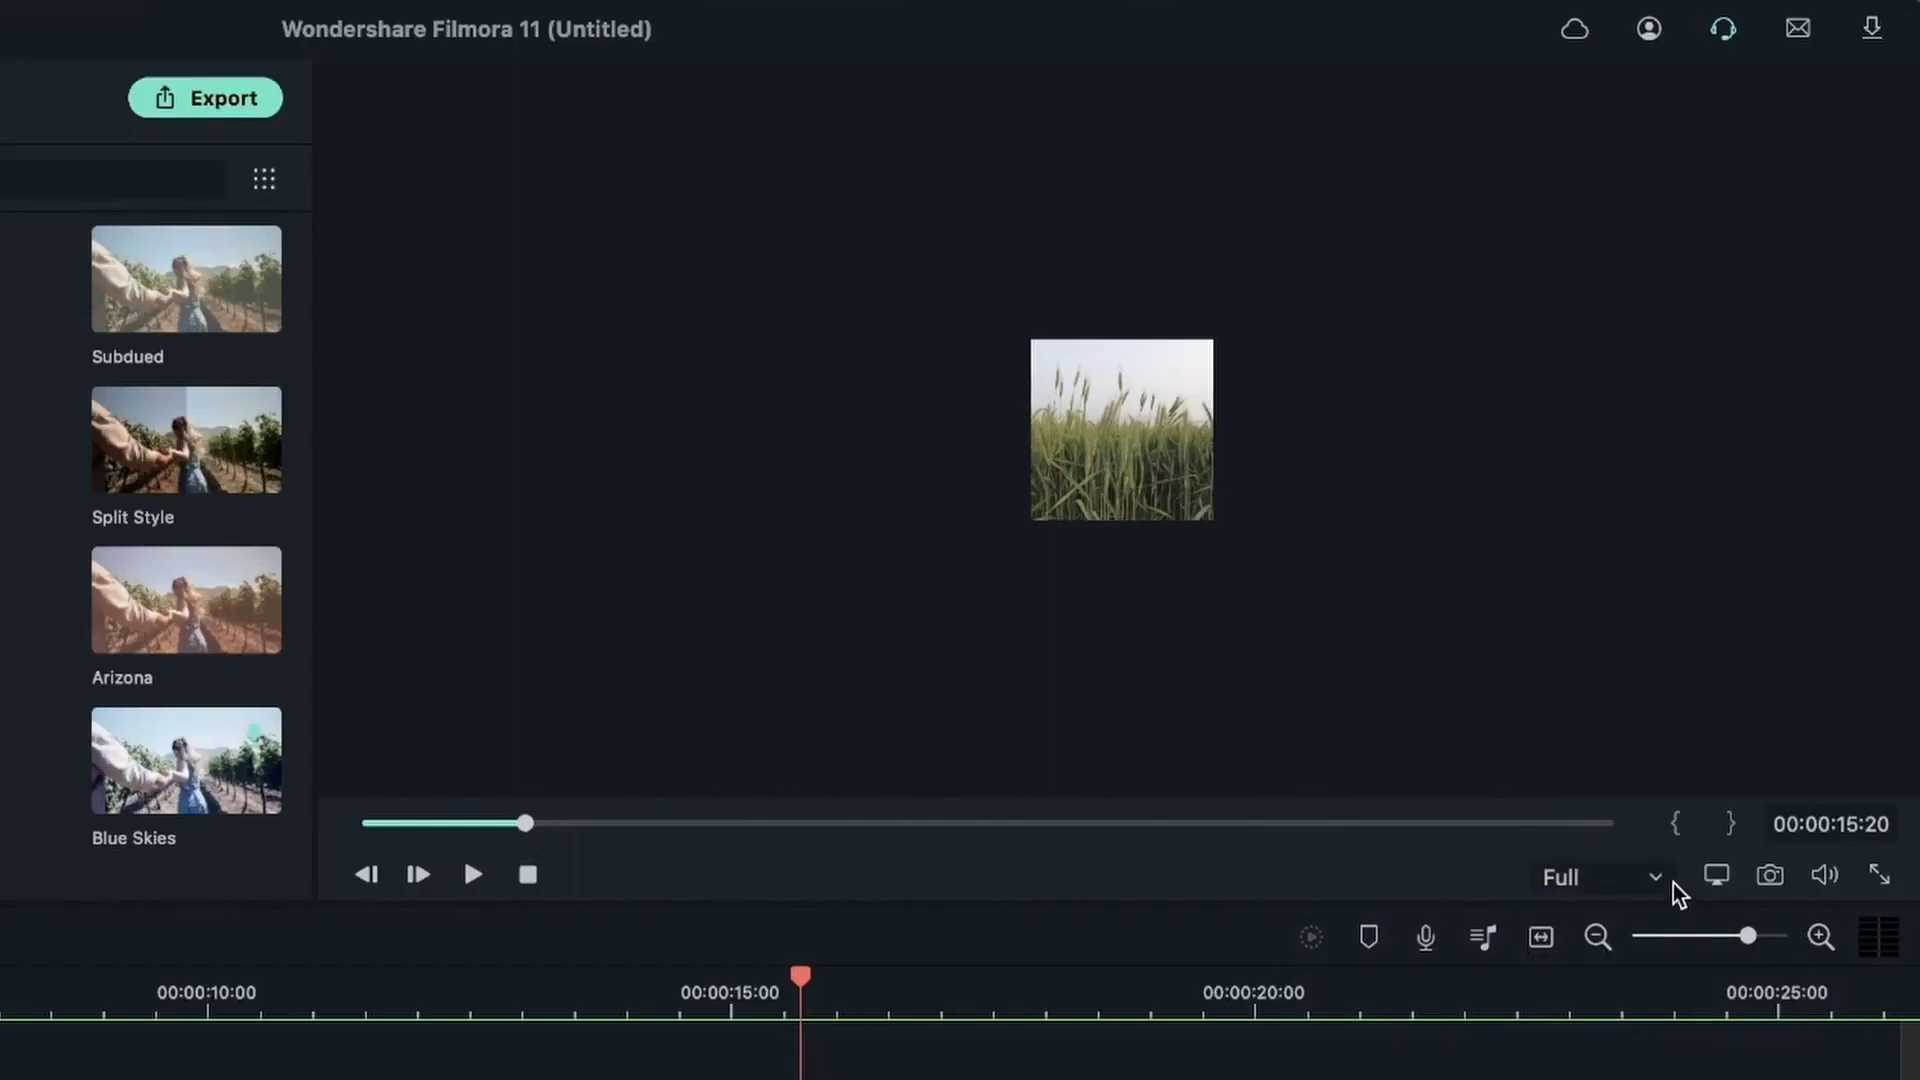 Wondershare Filmora 11 (Untitled)
Export
Subdued
Split Style
Arizona
Blue Skies
{ } 00:00:15:20
Full
00:00:10:00 00:00:15:00 00:00:20:00 00:00:25:00